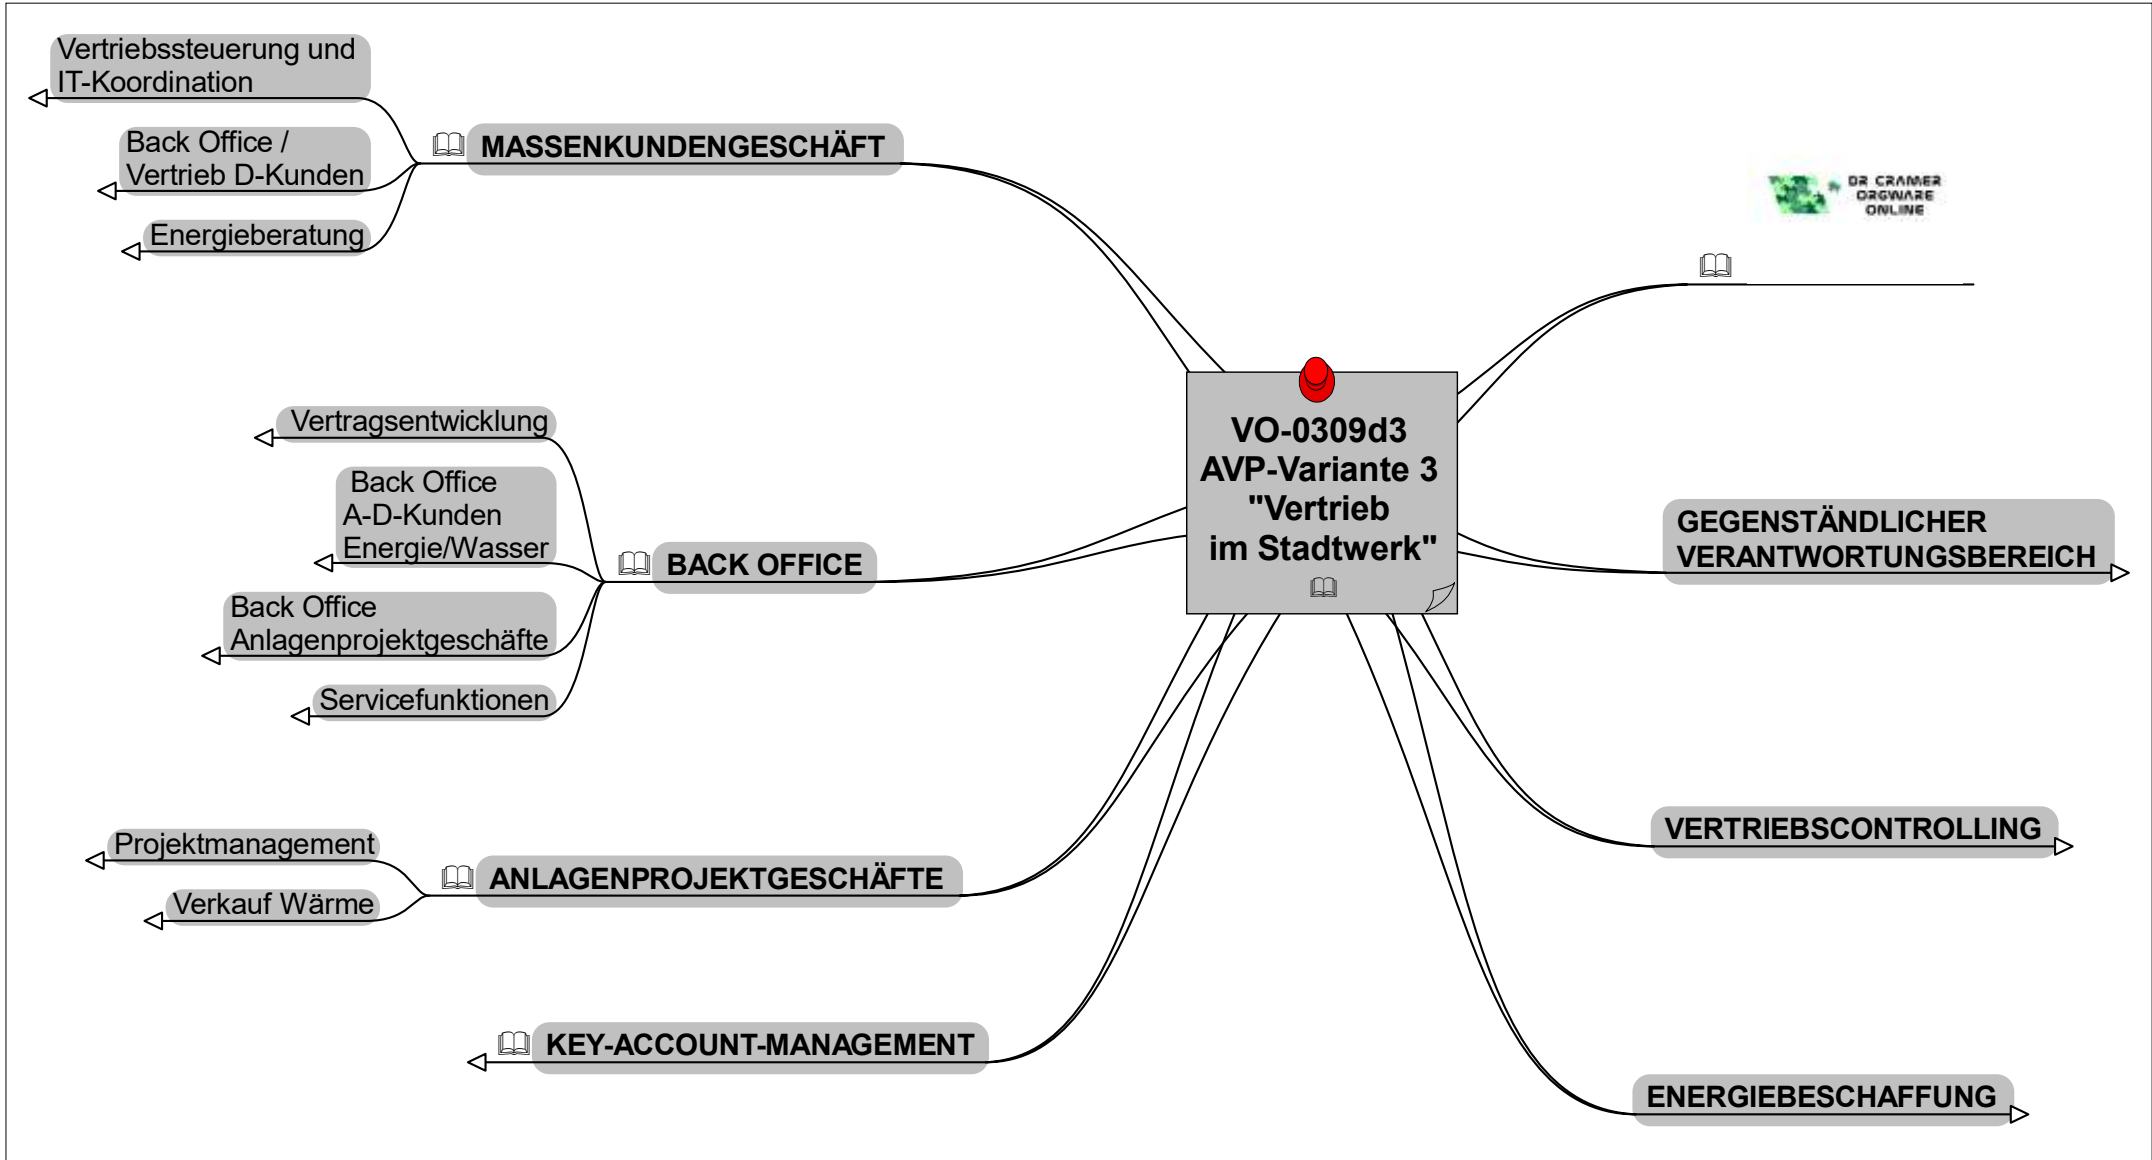 Vertriebssteuerung und
IT-Koordination
Back Office /
Vertrieb D-Kunden
Energieberatung
MASSENKUNDENGESCHÄFT
Vertragsentwicklung
Back Office
A-D-Kunden
Energie/Wasser
Back Office
Anlagenprojektgeschäfte
Servicefunktionen
BACK OFFICE
Projektmanagement
Verkauf Wärme
ANLAGENPROJEKTGESCHÄFTE
KEY-ACCOUNT-MANAGEMENT
VO-0309d3
AVP-Variante 3
"Vertrieb
im Stadtwerk"
DR CRAMER
ORGWARE
ONLINE
GEGENSTÄNDLICHER
VERANTWORTUNGSBEREICH
VERTRIEBSCONTROLLING
ENERGIEBESCHAFFUNG